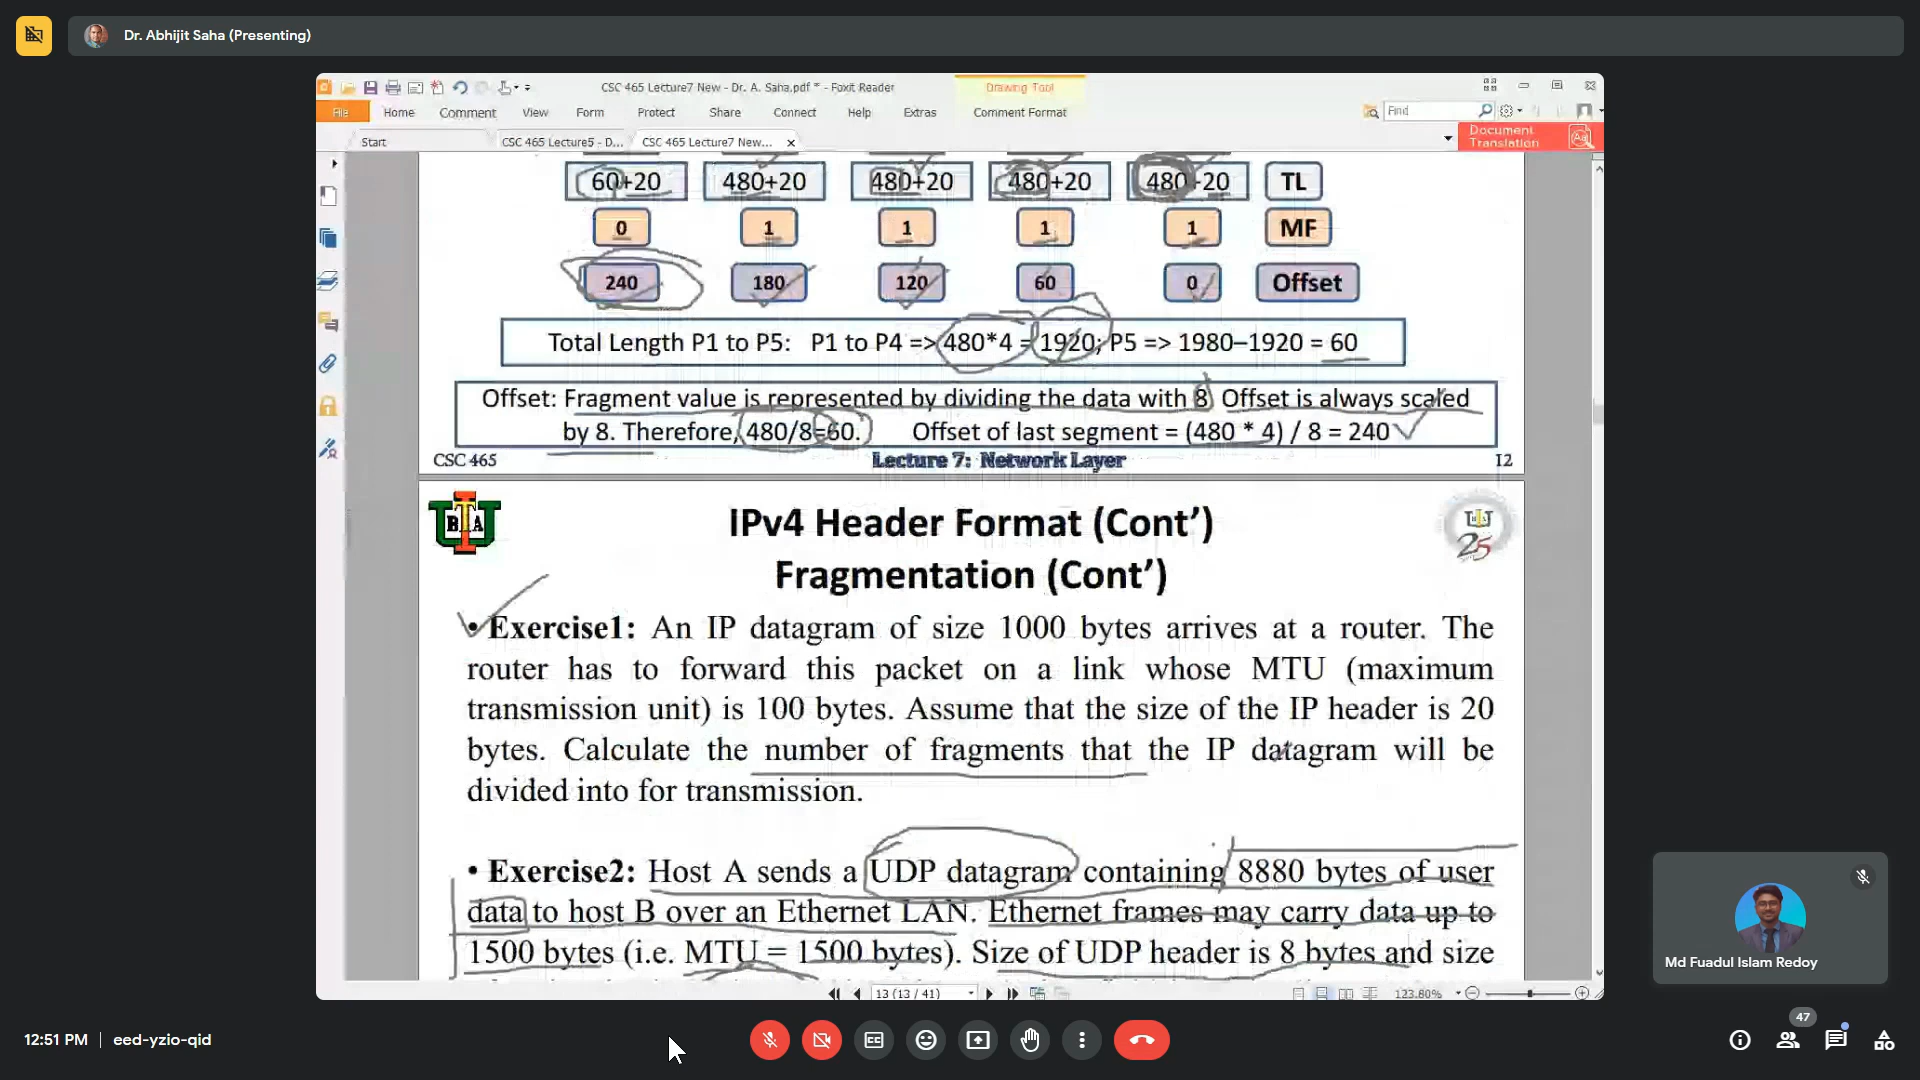 Dr. Abhijit Saha (Presenting)
CSC 465 Lecture7 New - Dr. A. Saha.pdf * - Foxit Reader
Drawing Tool
File Home Comment View Form Protect Share Connect Help Extras Comment Format
Find
Start CSC 465 Lecture5 - D... CSC 465 Lecture7 New...
Document
Translation
60+20 480+20 480+20 480+20 480+20 TL
0 1 1 1 1 MF
240 180 120 60 0 Offset
Total Length P1 to P5: P1 to P4 => 480*4 = 1920; P5 => 1980–1920 = 60
Offset: Fragment value is represented by dividing the data with 8 Offset is always scaled
by 8. Therefore, 480/8=60. Offset of last segment = (480 * 4) / 8 = 240
CSC 465 Lecture 7: Network Layer 12
IUBAT
25
IPv4 Header Format (Cont’)
Fragmentation (Cont’)
• Exercise1: An IP datagram of size 1000 bytes arrives at a router. The
router has to forward this packet on a link whose MTU (maximum
transmission unit) is 100 bytes. Assume that the size of the IP header is 20
bytes. Calculate the number of fragments that the IP datagram will be
divided into for transmission.
• Exercise2: Host A sends a UDP datagram containing 8880 bytes of user
data to host B over an Ethernet LAN. Ethernet frames may carry data up to
1500 bytes (i.e. MTU = 1500 bytes). Size of UDP header is 8 bytes and size
13 (13 / 41)
123.80%
Md Fuadul Islam Redoy
12:51 PM | eed-yzio-qid
47